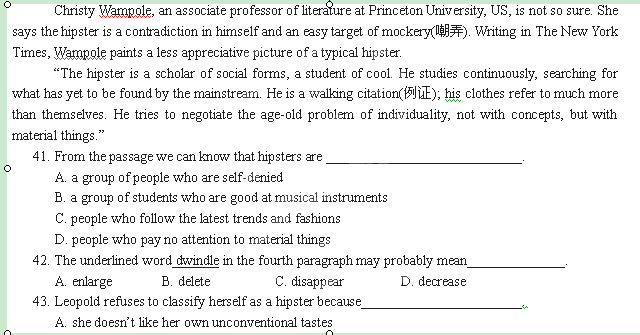 Christy Wampole, an associate professor of literature at Princeton University, US, is not so sure. She
says the hipster is a contradiction in himself and an easy target of mockery(嘲弄). Writing in The New York
Times, Wampole paints a less appreciative picture of a typical hipster.
“The hipster is a scholar of social forms, a student of cool. He studies continuously, searching for
what has yet to be found by the mainstream. He is a walking citation(例证); his clothes refer to much more
than themselves. He tries to negotiate the age-old problem of individuality, not with concepts, but with
material things.”
41. From the passage we can know that hipsters are ____________________________.
A. a group of people who are self-denied
B. a group of students who are good at musical instruments
C. people who follow the latest trends and fashions
D. people who pay no attention to material things
42. The underlined word dwindle in the fourth paragraph may probably mean______________.
A. enlarge B. delete C. disappear D. decrease
43. Leopold refuses to classify herself as a hipster because_______________________.
A. she doesn’t like her own unconventional tastes